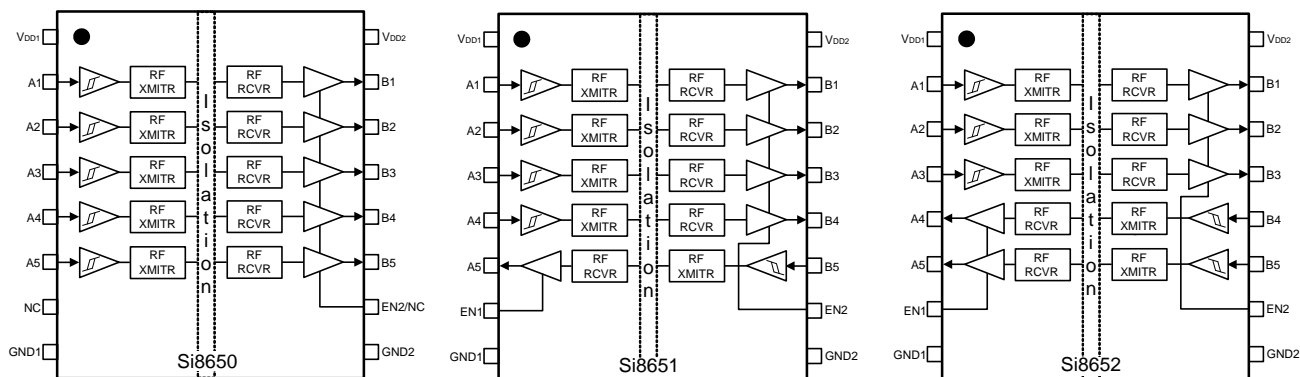 VDD1
VDD2
A1
RF
XMITR
RF
RCVR
B1
A2
RF
XMITR
RF
RCVR
B2
A3
RF
XMITR
RF
RCVR
B3
A4
RF
XMITR
RF
RCVR
B4
A5
RF
XMITR
RF
RCVR
B5
Isolation
NC
EN2/NC
GND1
GND2
Si8650
VDD1
VDD2
A1
RF
XMITR
RF
RCVR
B1
A2
RF
XMITR
RF
RCVR
B2
A3
RF
XMITR
RF
RCVR
B3
A4
RF
XMITR
RF
RCVR
B4
A5
RF
RCVR
RF
XMITR
B5
Isolation
EN1
EN2
GND1
GND2
Si8651
VDD1
VDD2
A1
RF
XMITR
RF
RCVR
B1
A2
RF
XMITR
RF
RCVR
B2
A3
RF
XMITR
RF
RCVR
B3
A4
RF
RCVR
RF
XMITR
B4
A5
RF
RCVR
RF
XMITR
B5
Isolation
EN1
EN2
GND1
GND2
Si8652